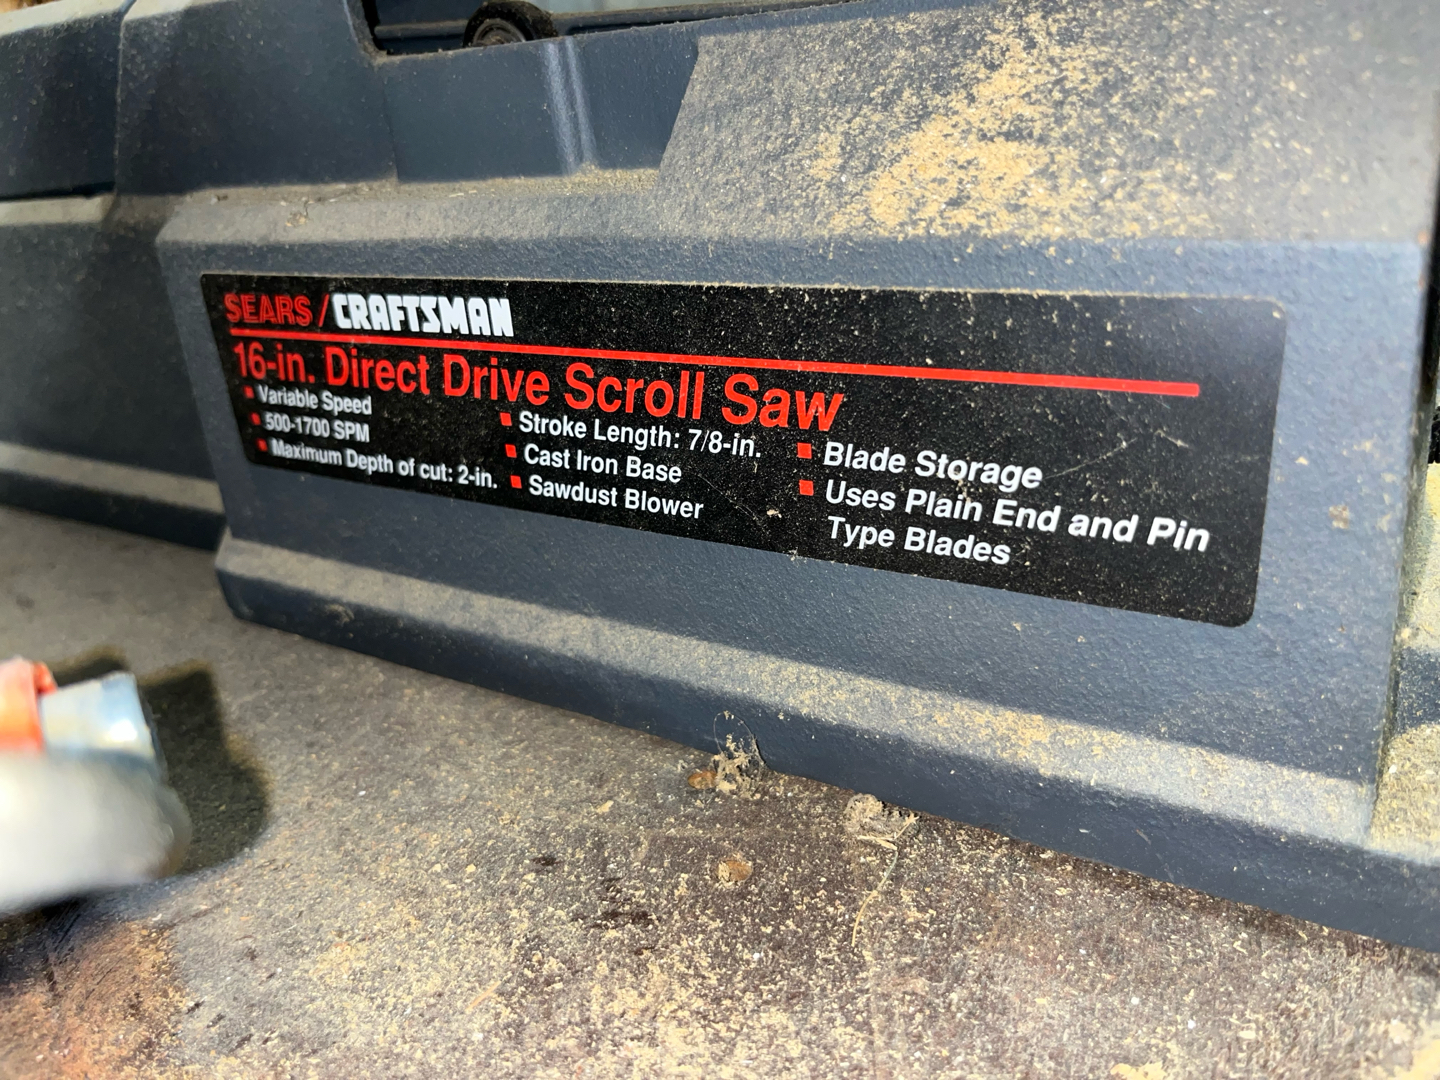 SEARS / CRAFTSMAN
16-in. Direct Drive Scroll Saw
Variable Speed
500-1700 SPM
Maximum Depth of cut: 2-in.
Stroke Length: 7/8-in.
Cast Iron Base
Sawdust Blower
Blade Storage
Uses Plain End and Pin
Type Blades